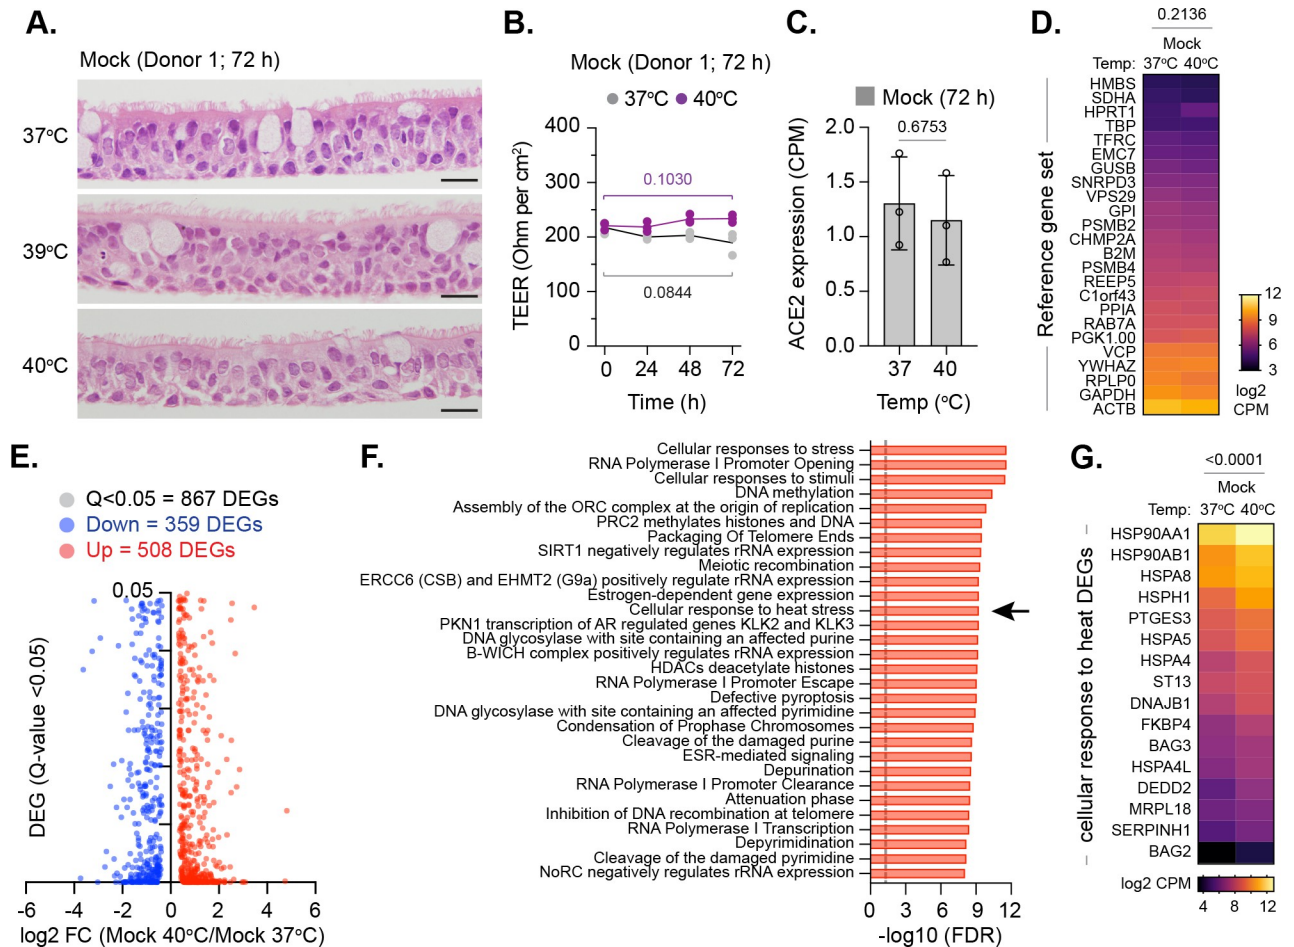 A.
Mock (Donor 1; 72 h)
37°C
39°C
40°C
B.
Mock (Donor 1; 72 h)
37°C 40°C
TEER (Ohm per cm²)
400
300
200
100
0
0.1030
0.0844
0 24 48 72
Time (h)
C.
Mock (72 h)
ACE2 expression (CPM)
2.0
1.5
1.0
0.5
0.0
0.6753
37 40
Temp (°C)
D.
0.2136
Mock
Temp: 37°C 40°C
Reference gene set
HMBS
SDHA
HPRT1
TBP
TFRC
EMC7
GUSB
SNRPD3
VPS29
GPI
PSMB2
CHMP2A
B2M
PSMB4
REEP5
C1orf43
PPIA
RAB7A
PGK1.00
VCP
YWHAZ
RPLP0
GAPDH
ACTB
12
9
6
3
log2
CPM
E.
Q<0.05 = 867 DEGs
Down = 359 DEGs
Up = 508 DEGs
DEG (Q-value <0.05)
0.05
-6 -4 -2 0 2 4 6
log2 FC (Mock 40°C/Mock 37°C)
F.
Cellular responses to stress
RNA Polymerase I Promoter Opening
Cellular responses to stimuli
DNA methylation
Assembly of the ORC complex at the origin of replication
PRC2 methylates histones and DNA
Packaging Of Telomere Ends
SIRT1 negatively regulates rRNA expression
Meiotic recombination
ERCC6 (CSB) and EHMT2 (G9a) positively regulate rRNA expression
Estrogen-dependent gene expression
Cellular response to heat stress
PKN1 transcription of AR regulated genes KLK2 and KLK3
DNA glycosylase with site containing an affected purine
B-WICH complex positively regulates rRNA expression
HDACs deacetylate histones
RNA Polymerase I Promoter Escape
Defective pyroptosis
DNA glycosylase with site containing an affected pyrimidine
Condensation of Prophase Chromosomes
Cleavage of the damaged purine
ESR-mediated signaling
Depurination
RNA Polymerase I Promoter Clearance
Attenuation phase
Inhibition of DNA recombination at telomere
RNA Polymerase I Transcription
Depyrimidination
Cleavage of the damaged pyrimidine
NoRC negatively regulates rRNA expression
0 3 6 9 12
-log10 (FDR)
G.
<0.0001
Mock
Temp: 37°C 40°C
cellular response to heat DEGs
HSP90AA1
HSP90AB1
HSPA8
HSPH1
PTGES3
HSPA5
HSPA4
ST13
DNAJB1
FKBP4
BAG3
HSPA4L
DEDD2
MRPL18
SERPINH1
BAG2
log2 CPM
4 8 12